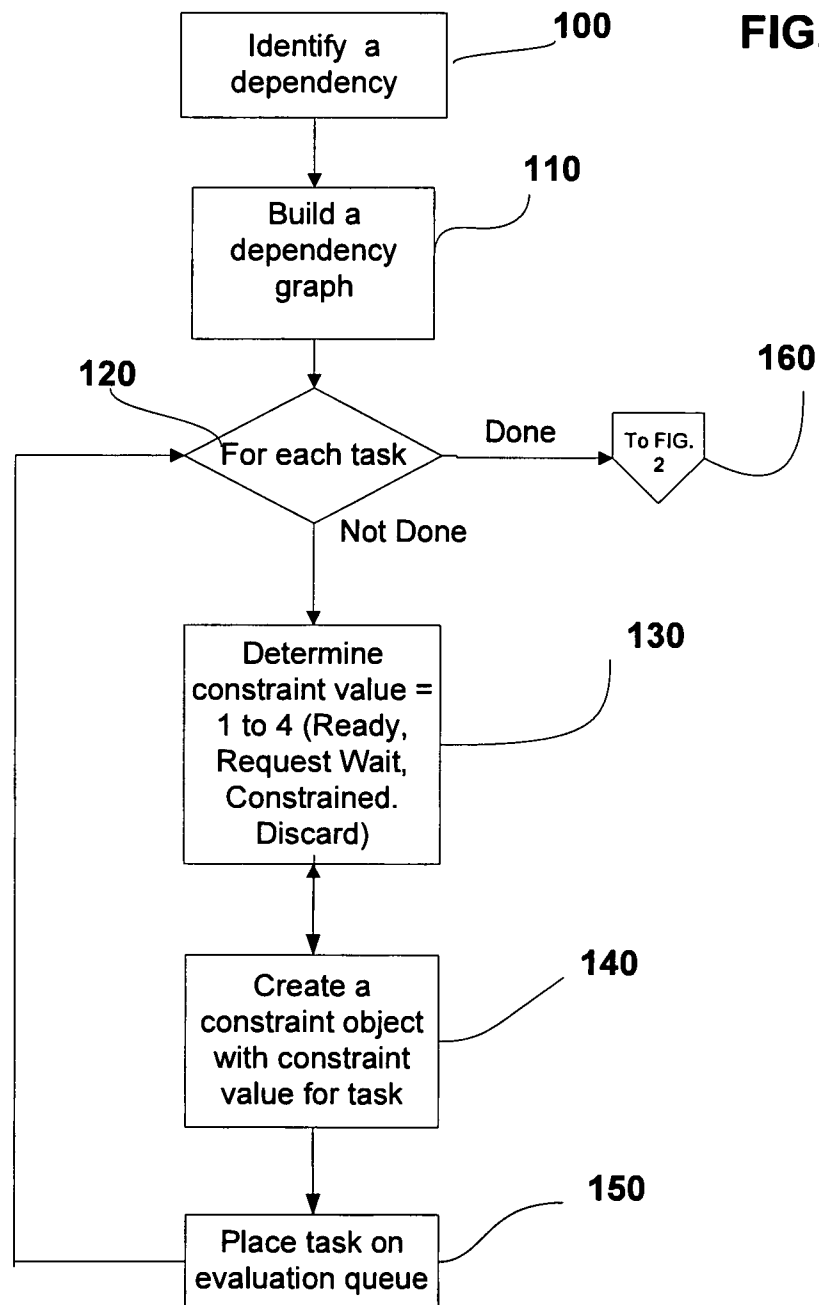 FIG.
100
Identify a
dependency
110
Build a
dependency
graph
120
For each task
Done
160
To FIG.
2
Not Done
130
Determine
constraint value =
1 to 4 (Ready,
Request Wait,
Constrained.
Discard)
140
Create a
constraint object
with constraint
value for task
150
Place task on
evaluation queue